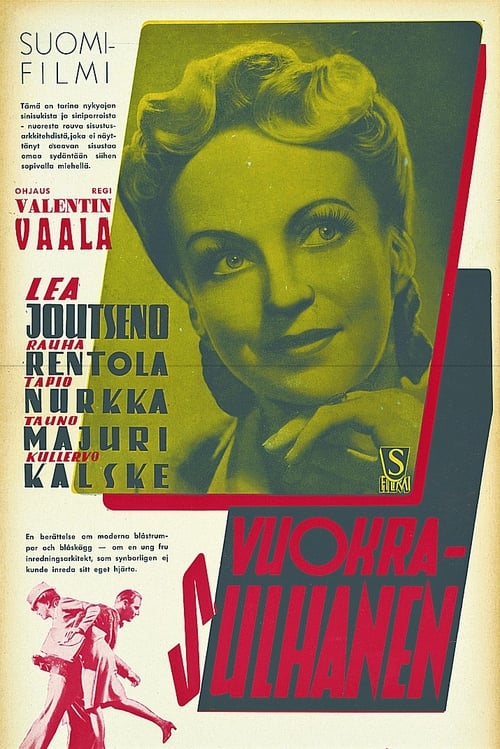 SUOMI-
FILMI
Tämä on tarina nykyajan
sinisukista ja siniparroista
- nuoresta rouva sisustus-
arkkitehdistä, joka ei näyt-
tänyt osaavan sisustaa
omaa sydäntään siihen
sopivalla miehellä.
OHJAUS REGI
VALENTIN
VAALA
LEA
JOUTSENO
RAUHA
RENTOLA
TAPIO
NURKKA
TAUNO
MAJURI
KULLERVO
KALSKE
S
FILMI
En berättelse om moderna blåstrum-
por och blåskägg — om en ung fru
inredningsarkitekt, som synbarligen ej
kunde inreda sitt eget hjärta.
VUOKRA-
SULHANEN